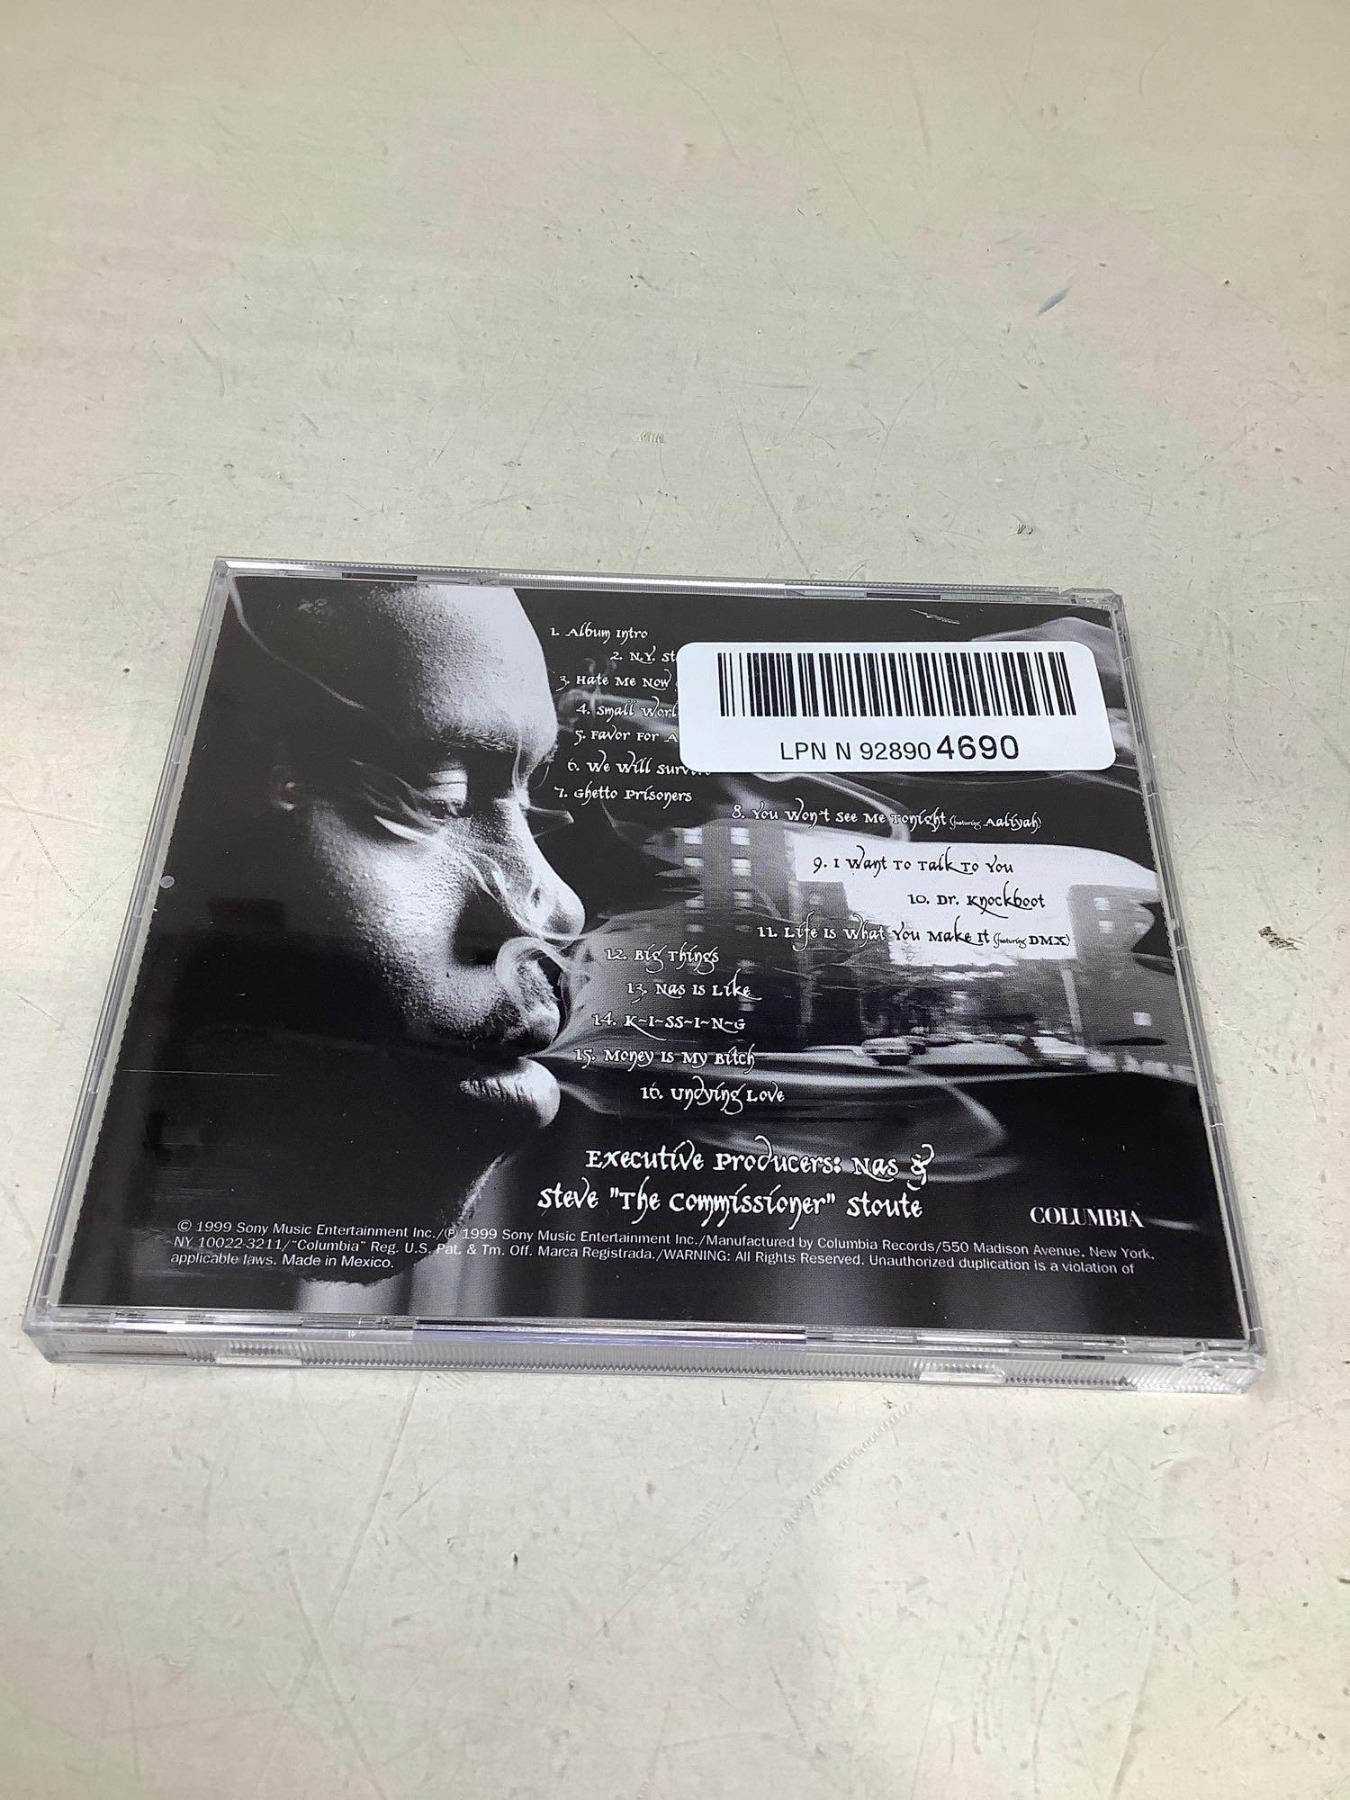 1. Album Intro
2. N.Y. St
3. Hate Me Now
4. Small Worl
5. Favor For A
6. We Will Surv
7. Ghetto Prisoners
LPN N 928904690
8. You Won't See Me Tonight (featuring Aaliyah)
9. I Want To Talk To You
10. Dr. Knockboot
11. Life Is What You Make It (featuring DMX)
12. Big Things
13. Nas Is Like
14. K~I~SS~I~N~G
15. Money Is My Bitch
16. Undying Love
Executive Producers: Nas &
Steve "The Commissioner" Stoute
COLUMBIA
© 1999 Sony Music Entertainment Inc./℗ 1999 Sony Music Entertainment Inc./Manufactured by Columbia Records/550 Madison Avenue, New York,
NY 10022-3211/"Columbia" Reg. U.S. Pat. & Tm. Off. Marca Registrada./WARNING: All Rights Reserved. Unauthorized duplication is a violation of
applicable laws. Made in Mexico.